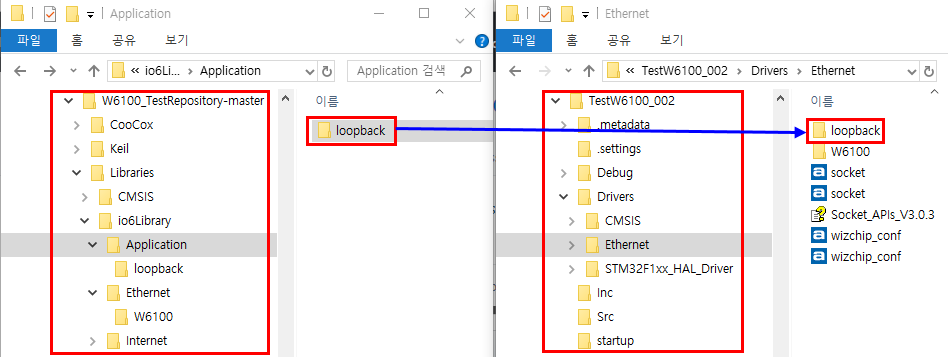 Application
파일
홈
공유
보기
« io6Li... > Application
Application 검색
W6100_TestRepository-master
CooCox
Keil
Libraries
CMSIS
io6Library
Application
loopback
Ethernet
W6100
Internet
이름
loopback
Ethernet
파일
홈
공유
보기
« TestW6100_002 > Drivers > Ethernet
TestW6100_002
.metadata
.settings
Debug
Drivers
CMSIS
Ethernet
STM32F1xx_HAL_Driver
Inc
Src
startup
이름
loopback
W6100
socket
socket
Socket_APIs_V3.0.3
wizchip_conf
wizchip_conf